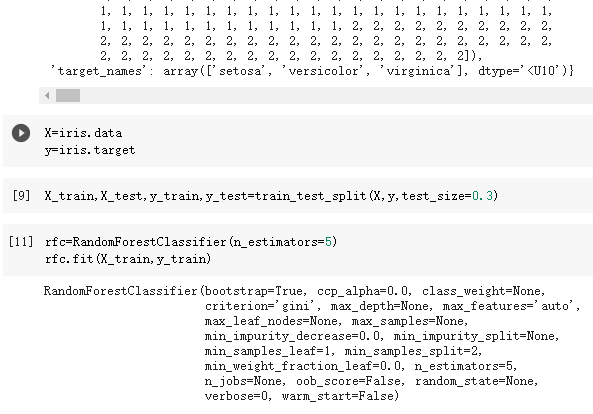 1, 1, 1, 1, 1, 1, 1, 1, 1, 1, 1, 1, 1, 1, 1, 1, 1, 1, 1, 1, 1, 1,
1, 1, 1, 1, 1, 1, 1, 1, 1, 1, 1, 1, 2, 2, 2, 2, 2, 2, 2, 2, 2, 2,
2, 2, 2, 2, 2, 2, 2, 2, 2, 2, 2, 2, 2, 2, 2, 2, 2, 2, 2, 2, 2, 2,
2, 2, 2, 2, 2, 2, 2, 2, 2, 2, 2, 2, 2, 2, 2, 2, 2, 2]),
'target_names': array(['setosa', 'versicolor', 'virginica'], dtype='<U10')}
X=iris.data
y=iris.target
[9] X_train,X_test,y_train,y_test=train_test_split(X,y,test_size=0.3)
[11] rfc=RandomForestClassifier(n_estimators=5)
rfc.fit(X_train,y_train)
RandomForestClassifier(bootstrap=True, ccp_alpha=0.0, class_weight=None,
criterion='gini', max_depth=None, max_features='auto',
max_leaf_nodes=None, max_samples=None,
min_impurity_decrease=0.0, min_impurity_split=None,
min_samples_leaf=1, min_samples_split=2,
min_weight_fraction_leaf=0.0, n_estimators=5,
n_jobs=None, oob_score=False, random_state=None,
verbose=0, warm_start=False)